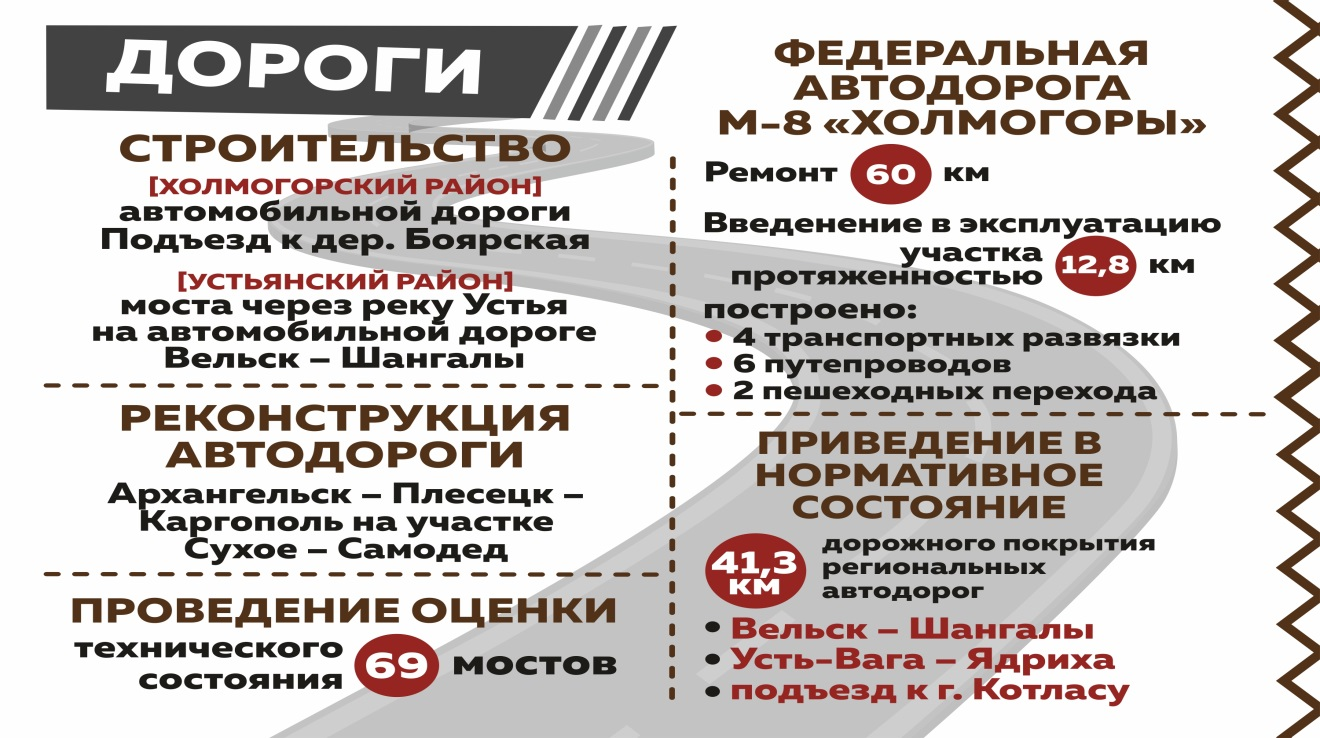 ДОРОГИ
СТРОИТЕЛЬСТВО
[ХОЛМОГОРСКИЙ РАЙОН]
автомобильной дороги
Подъезд к дер. Боярская
[УСТЬЯНСКИЙ РАЙОН]
моста через реку Устья
на автомобильной дороге
Вельск – Шангалы
РЕКОНСТРУКЦИЯ
АВТОДОРОГИ
Архангельск – Плесецк –
Каргополь на участке
Сухое – Самодед
ПРОВЕДЕНИЕ ОЦЕНКИ
технического
состояния 69 мостов
ФЕДЕРАЛЬНАЯ
АВТОДОРОГА
М-8 «ХОЛМОГОРЫ»
Ремонт 60 км
Введенение в эксплуатацию
участка
протяженностью 12,8 км
построено:
• 4 транспортных развязки
• 6 путепроводов
• 2 пешеходных перехода
ПРИВЕДЕНИЕ В
НОРМАТИВНОЕ
СОСТОЯНИЕ
41,3
км
дорожного покрытия
региональных
автодорог
• Вельск – Шангалы
• Усть-Вага – Ядриха
• подъезд к г. Котласу